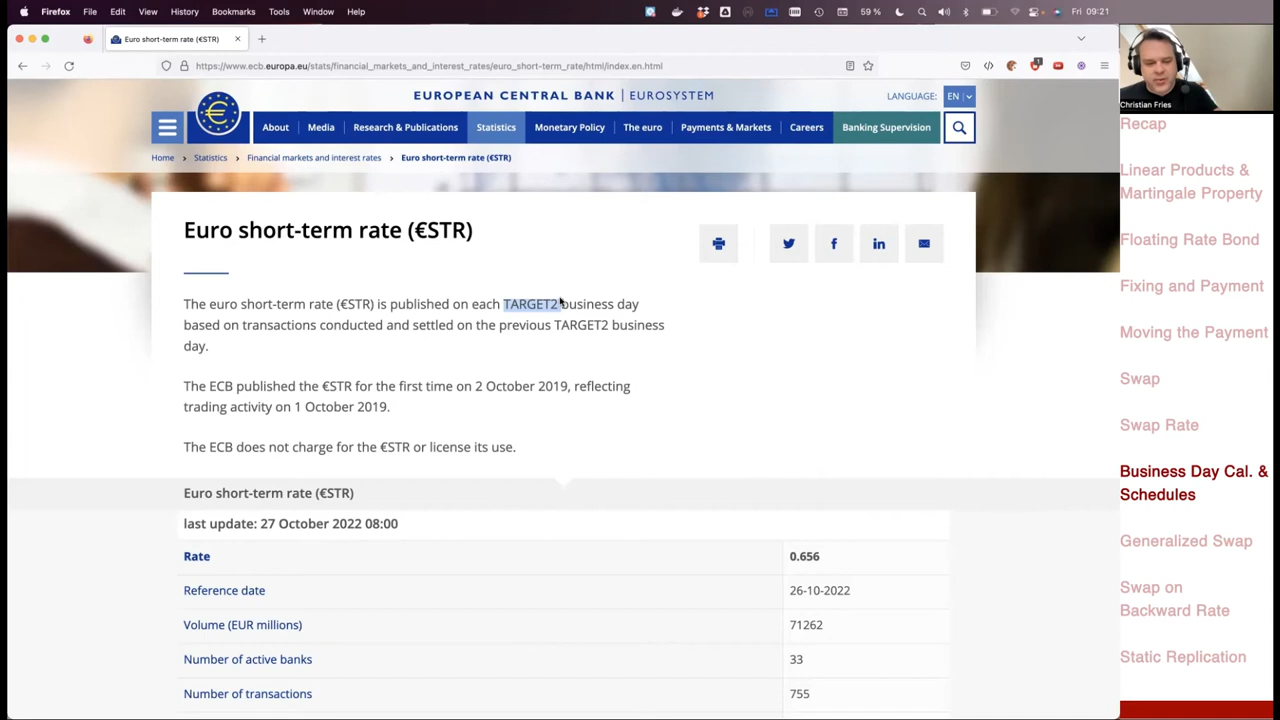 Firefox File Edit View History Bookmarks Tools Window Help 59 % Fri 09:21
Euro short-term rate (€STR)
https://www.ecb.europa.eu/stats/financial_markets_and_interest_rates/euro_short-term_rate/html/index.en.html
Christian Fries
EUROPEAN CENTRAL BANK | EUROSYSTEM
LANGUAGE: EN
About Media Research & Publications Statistics Monetary Policy The euro Payments & Markets Careers Banking Supervision
Home Statistics Financial markets and interest rates Euro short-term rate (€STR)
Euro short-term rate (€STR)
The euro short-term rate (€STR) is published on each TARGET2 business day
based on transactions conducted and settled on the previous TARGET2 business
day.
The ECB published the €STR for the first time on 2 October 2019, reflecting
trading activity on 1 October 2019.
The ECB does not charge for the €STR or license its use.
Euro short-term rate (€STR)
last update: 27 October 2022 08:00
Rate 0.656
Reference date 26-10-2022
Volume (EUR millions) 71262
Number of active banks 33
Number of transactions 755
Recap
Linear Products &
Martingale Property
Floating Rate Bond
Fixing and Payment
Moving the Payment
Swap
Swap Rate
Business Day Cal. &
Schedules
Generalized Swap
Swap on
Backward Rate
Static Replication